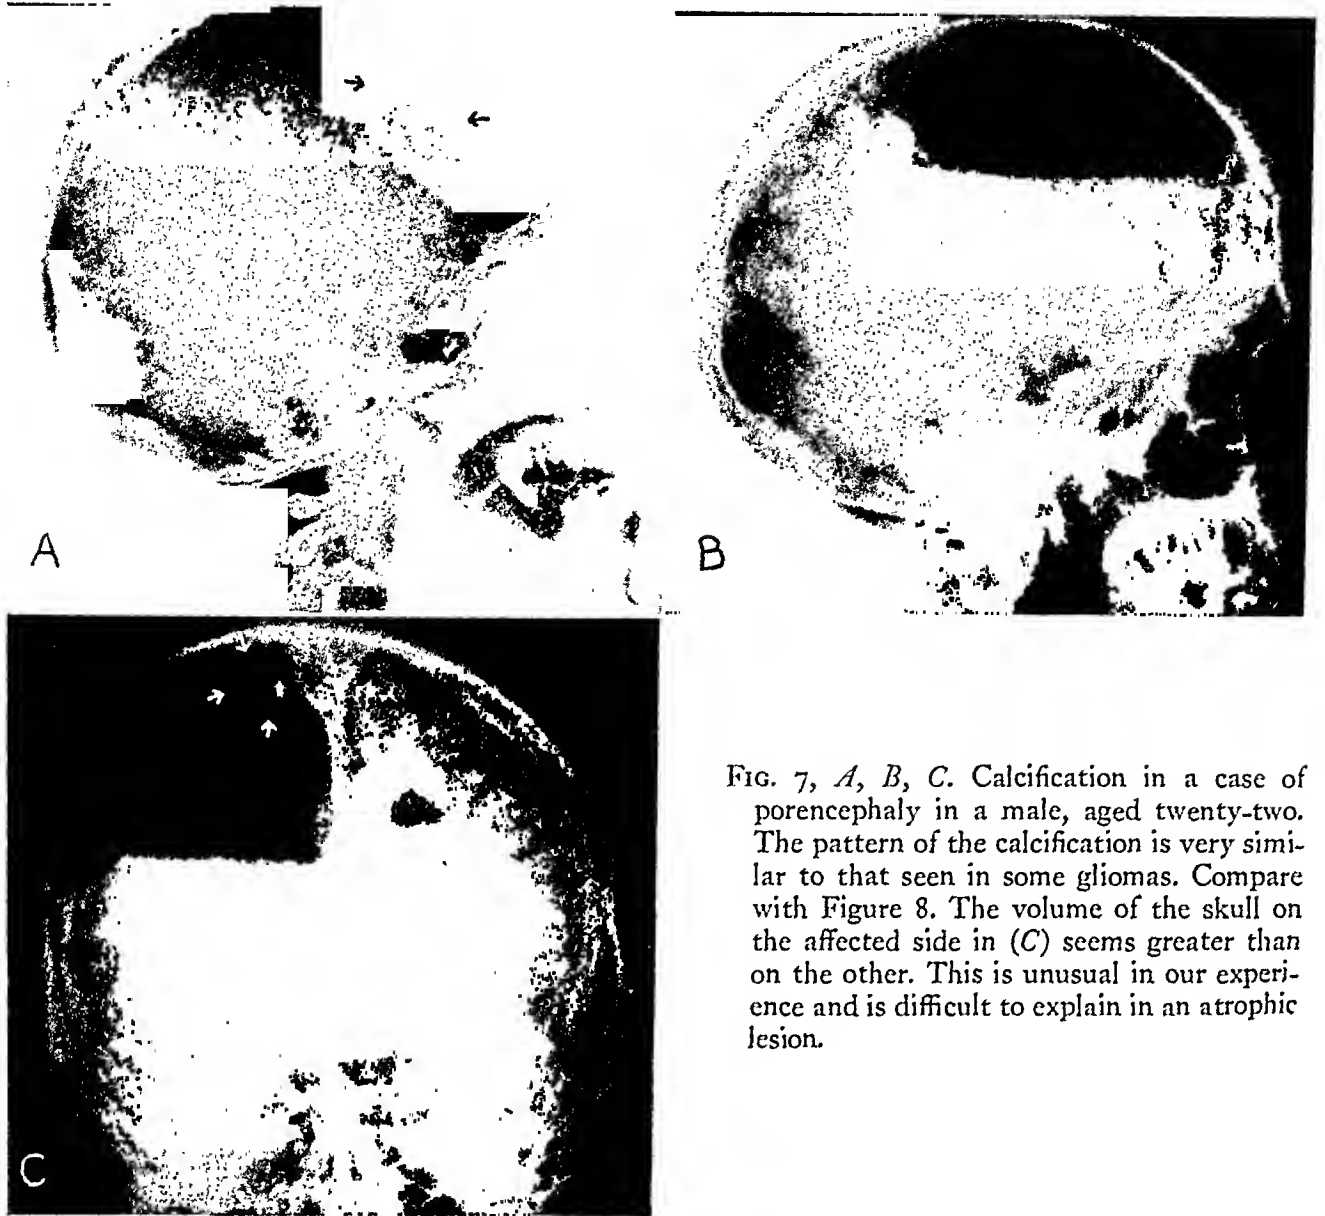 A
B
C
FIG. 7, A, B, C. Calcification in a case of
porencephaly in a male, aged twenty-two.
The pattern of the calcification is very simi-
lar to that seen in some gliomas. Compare
with Figure 8. The volume of the skull on
the affected side in (C) seems greater than
on the other. This is unusual in our experi-
ence and is difficult to explain in an atrophic
lesion.